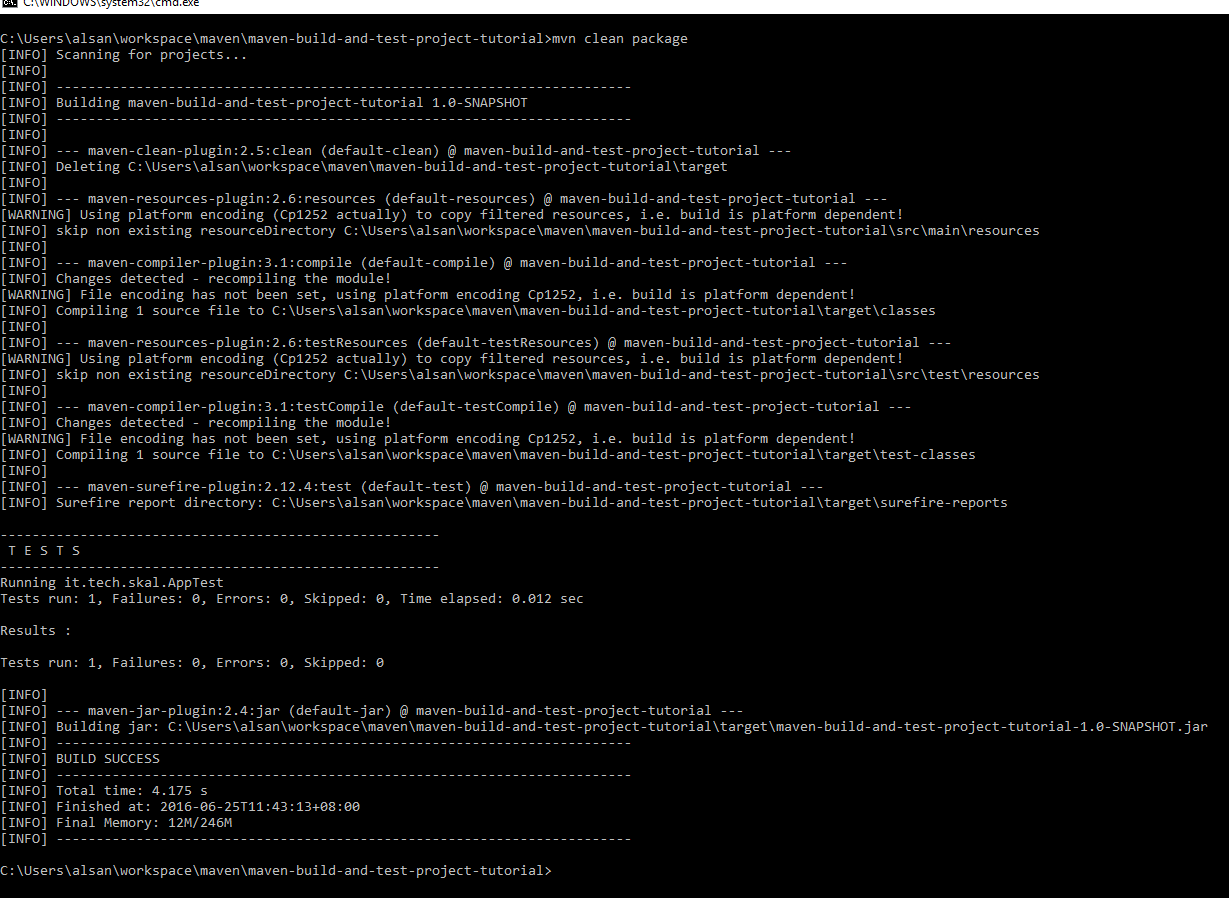 C:\WINDOWS\system32\cmd.exe
C:\Users\alsan\workspace\maven\maven-build-and-test-project-tutorial>mvn clean package
[INFO] Scanning for projects...
[INFO]
[INFO] ------------------------------------------------------------------------
[INFO] Building maven-build-and-test-project-tutorial 1.0-SNAPSHOT
[INFO] ------------------------------------------------------------------------
[INFO]
[INFO] --- maven-clean-plugin:2.5:clean (default-clean) @ maven-build-and-test-project-tutorial ---
[INFO] Deleting C:\Users\alsan\workspace\maven\maven-build-and-test-project-tutorial\target
[INFO]
[INFO] --- maven-resources-plugin:2.6:resources (default-resources) @ maven-build-and-test-project-tutorial ---
[WARNING] Using platform encoding (Cp1252 actually) to copy filtered resources, i.e. build is platform dependent!
[INFO] skip non existing resourceDirectory C:\Users\alsan\workspace\maven\maven-build-and-test-project-tutorial\src\main\resources
[INFO]
[INFO] --- maven-compiler-plugin:3.1:compile (default-compile) @ maven-build-and-test-project-tutorial ---
[INFO] Changes detected - recompiling the module!
[WARNING] File encoding has not been set, using platform encoding Cp1252, i.e. build is platform dependent!
[INFO] Compiling 1 source file to C:\Users\alsan\workspace\maven\maven-build-and-test-project-tutorial\target\classes
[INFO]
[INFO] --- maven-resources-plugin:2.6:testResources (default-testResources) @ maven-build-and-test-project-tutorial ---
[WARNING] Using platform encoding (Cp1252 actually) to copy filtered resources, i.e. build is platform dependent!
[INFO] skip non existing resourceDirectory C:\Users\alsan\workspace\maven\maven-build-and-test-project-tutorial\src\test\resources
[INFO]
[INFO] --- maven-compiler-plugin:3.1:testCompile (default-testCompile) @ maven-build-and-test-project-tutorial ---
[INFO] Changes detected - recompiling the module!
[WARNING] File encoding has not been set, using platform encoding Cp1252, i.e. build is platform dependent!
[INFO] Compiling 1 source file to C:\Users\alsan\workspace\maven\maven-build-and-test-project-tutorial\target\test-classes
[INFO]
[INFO] --- maven-surefire-plugin:2.12.4:test (default-test) @ maven-build-and-test-project-tutorial ---
[INFO] Surefire report directory: C:\Users\alsan\workspace\maven\maven-build-and-test-project-tutorial\target\surefire-reports
-------------------------------------------------------
T E S T S
-------------------------------------------------------
Running it.tech.skal.AppTest
Tests run: 1, Failures: 0, Errors: 0, Skipped: 0, Time elapsed: 0.012 sec
Results :
Tests run: 1, Failures: 0, Errors: 0, Skipped: 0
[INFO]
[INFO] --- maven-jar-plugin:2.4:jar (default-jar) @ maven-build-and-test-project-tutorial ---
[INFO] Building jar: C:\Users\alsan\workspace\maven\maven-build-and-test-project-tutorial\target\maven-build-and-test-project-tutorial-1.0-SNAPSHOT.jar
[INFO] ------------------------------------------------------------------------
[INFO] BUILD SUCCESS
[INFO] ------------------------------------------------------------------------
[INFO] Total time: 4.175 s
[INFO] Finished at: 2016-06-25T11:43:13+08:00
[INFO] Final Memory: 12M/246M
[INFO] ------------------------------------------------------------------------
C:\Users\alsan\workspace\maven\maven-build-and-test-project-tutorial>